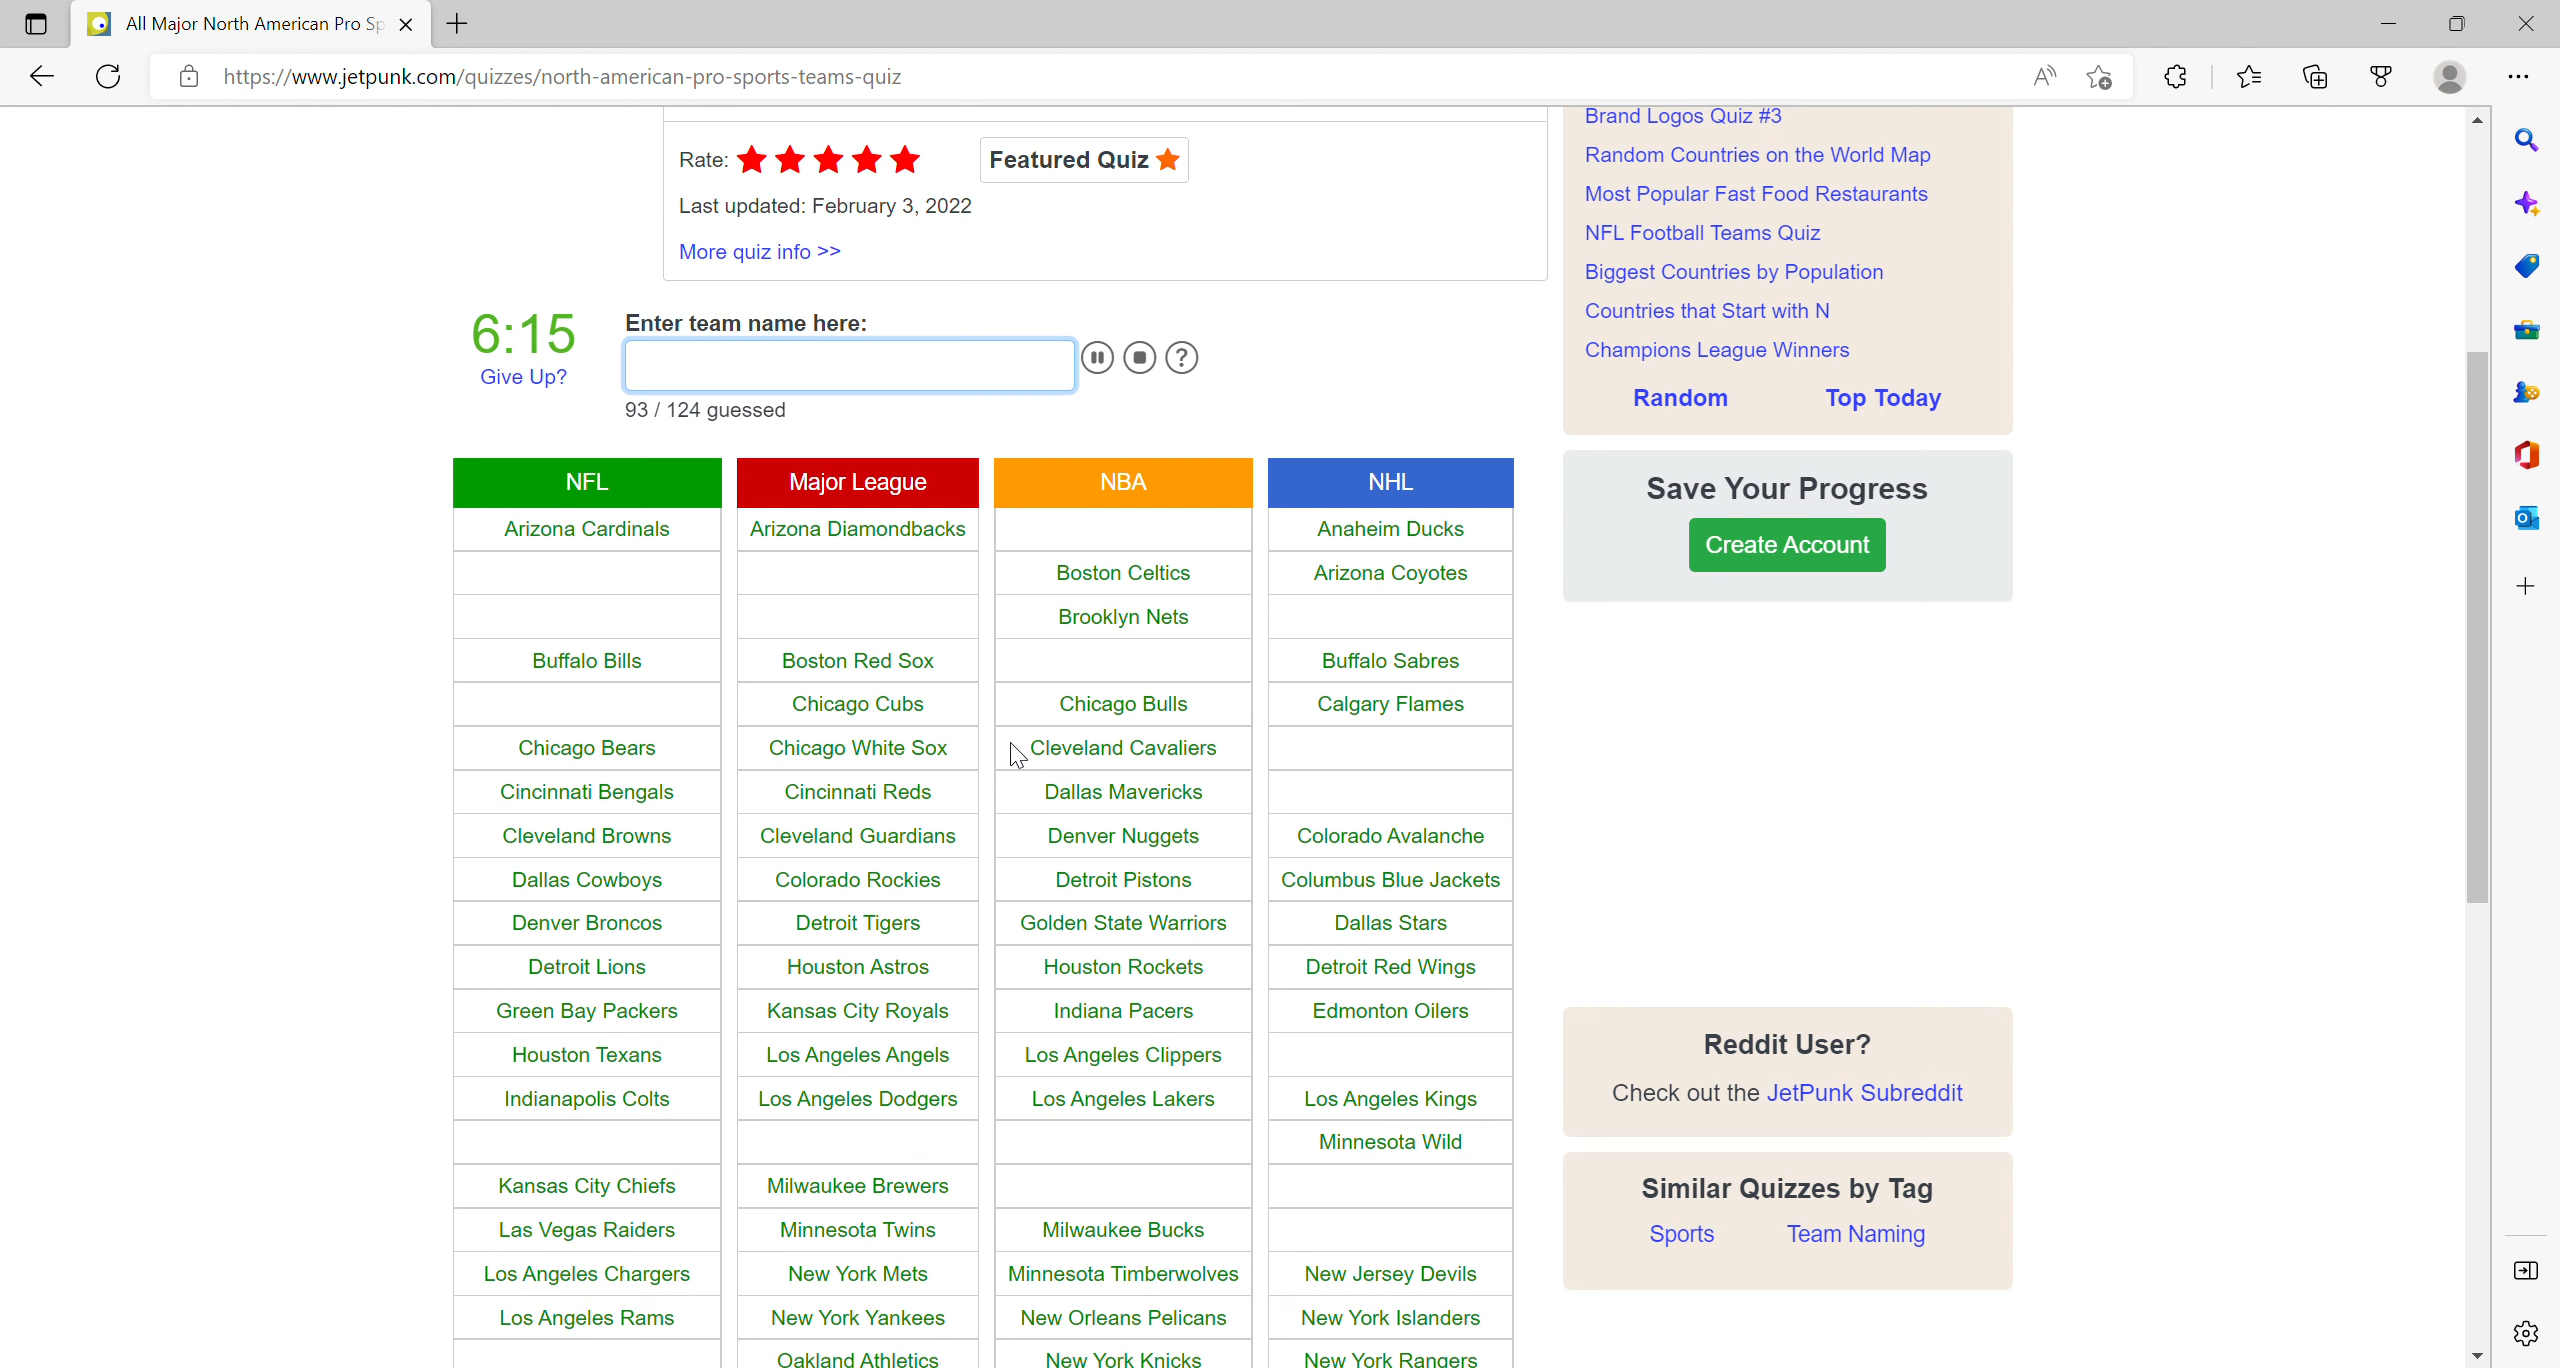 All Major North American Pro Sp
https://www.jetpunk.com/quizzes/north-american-pro-sports-teams-quiz
Rate:
Featured Quiz
Last updated: February 3, 2022
More quiz info >>
6:15
Give Up?
Enter team name here:
93 / 124 guessed
NFL
Arizona Cardinals
Buffalo Bills
Chicago Bears
Cincinnati Bengals
Cleveland Browns
Dallas Cowboys
Denver Broncos
Detroit Lions
Green Bay Packers
Houston Texans
Indianapolis Colts
Kansas City Chiefs
Las Vegas Raiders
Los Angeles Chargers
Los Angeles Rams
Major League
Arizona Diamondbacks
Boston Red Sox
Chicago Cubs
Chicago White Sox
Cincinnati Reds
Cleveland Guardians
Colorado Rockies
Detroit Tigers
Houston Astros
Kansas City Royals
Los Angeles Angels
Los Angeles Dodgers
Milwaukee Brewers
Minnesota Twins
New York Mets
New York Yankees
Oakland Athletics
NBA
Boston Celtics
Brooklyn Nets
Chicago Bulls
Cleveland Cavaliers
Dallas Mavericks
Denver Nuggets
Detroit Pistons
Golden State Warriors
Houston Rockets
Indiana Pacers
Los Angeles Clippers
Los Angeles Lakers
Milwaukee Bucks
Minnesota Timberwolves
New Orleans Pelicans
New York Knicks
NHL
Anaheim Ducks
Arizona Coyotes
Buffalo Sabres
Calgary Flames
Colorado Avalanche
Columbus Blue Jackets
Dallas Stars
Detroit Red Wings
Edmonton Oilers
Los Angeles Kings
Minnesota Wild
New Jersey Devils
New York Islanders
New York Rangers
Brand Logos Quiz #3
Random Countries on the World Map
Most Popular Fast Food Restaurants
NFL Football Teams Quiz
Biggest Countries by Population
Countries that Start with N
Champions League Winners
Random
Top Today
Save Your Progress
Create Account
Reddit User?
Check out the JetPunk Subreddit
Similar Quizzes by Tag
Sports
Team Naming